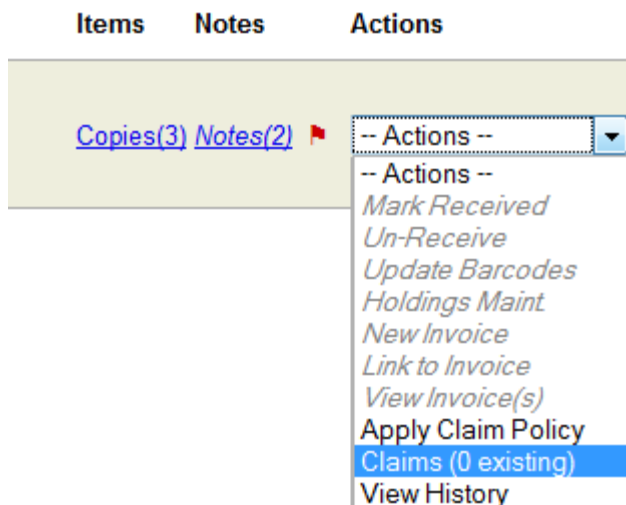 Items Notes Actions
Copies(3) Notes(2) -- Actions --
-- Actions --
Mark Received
Un-Receive
Update Barcodes
Holdings Maint.
New Invoice
Link to Invoice
View Invoice(s)
Apply Claim Policy
Claims (0 existing)
View History